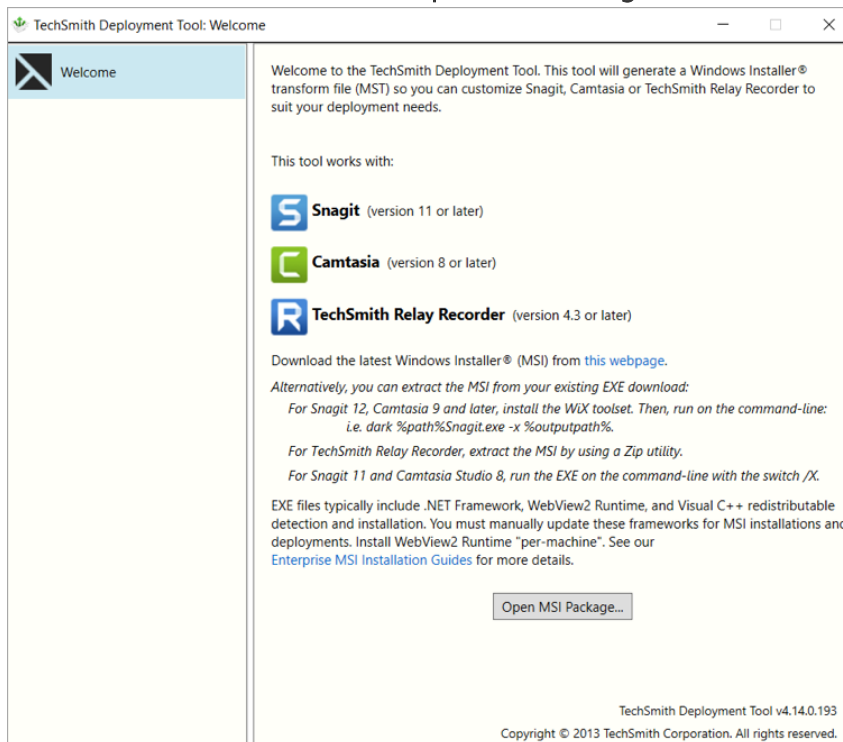 TechSmith Deployment Tool: Welcome
Welcome
Welcome to the TechSmith Deployment Tool. This tool will generate a Windows Installer®
transform file (MST) so you can customize Snagit, Camtasia or TechSmith Relay Recorder to
suit your deployment needs.
This tool works with:
Snagit (version 11 or later)
Camtasia (version 8 or later)
TechSmith Relay Recorder (version 4.3 or later)
Download the latest Windows Installer® (MSI) from this webpage.
Alternatively, you can extract the MSI from your existing EXE download:
For Snagit 12, Camtasia 9 and later, install the WiX toolset. Then, run on the command-line:
i.e. dark %path%Snagit.exe -x %outputpath%.
For TechSmith Relay Recorder, extract the MSI by using a Zip utility.
For Snagit 11 and Camtasia Studio 8, run the EXE on the command-line with the switch /X.
EXE files typically include .NET Framework, WebView2 Runtime, and Visual C++ redistributable
detection and installation. You must manually update these frameworks for MSI installations and
deployments. Install WebView2 Runtime "per-machine". See our
Enterprise MSI Installation Guides for more details.
Open MSI Package...
TechSmith Deployment Tool v4.14.0.193
Copyright © 2013 TechSmith Corporation. All rights reserved.